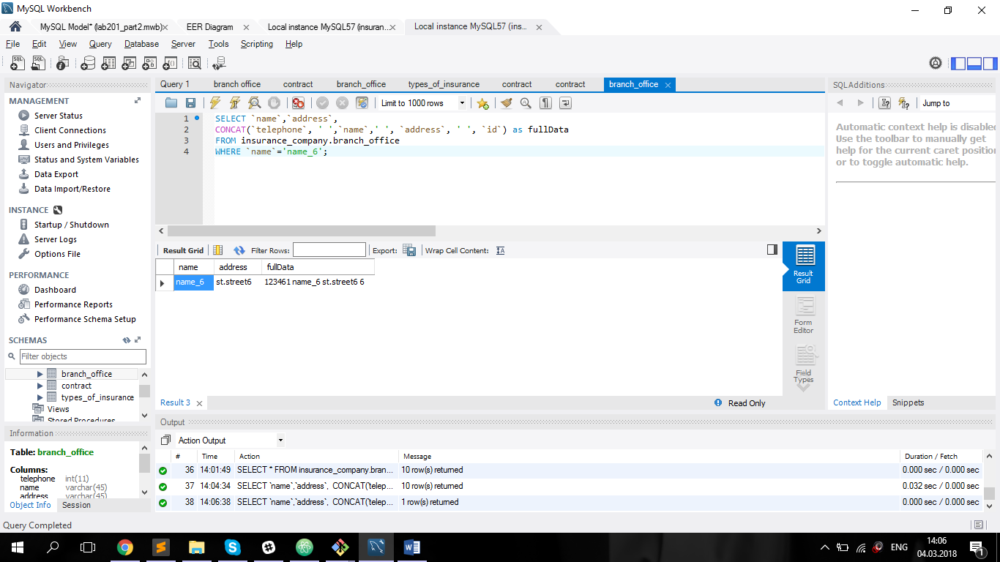 MySQL Workbench
MySQL Model* (lab201_part2.mwb)
EER Diagram
Local instance MySQL57 (insuran...
Local instance MySQL57 (ins...
File Edit View Query Database Server Tools Scripting Help
Navigator
MANAGEMENT
Server Status
Client Connections
Users and Privileges
Status and System Variables
Data Export
Data Import/Restore
INSTANCE
Startup / Shutdown
Server Logs
Options File
PERFORMANCE
Dashboard
Performance Reports
Performance Schema Setup
SCHEMAS
Filter objects
branch_office
contract
types_of_insurance
Views
Stored Procedures
Information
Table: branch_office
Columns:
telephone int(11)
name varchar(45)
address varchar(45)
Object Info Session
Query 1 branch office contract branch_office types_of_insurance contract contract branch_office
Limit to 1000 rows
1 SELECT `name`,`address`,
2 CONCAT(`telephone`, ' ',`name`,' ', `address`, ' ', `id`) as fullData
3 FROM insurance_company.branch_office
4 WHERE `name`='name_6';
Result Grid Filter Rows: Export: Wrap Cell Content:
name address fullData
name_6 st.street6 123461 name_6 st.street6 6
Result Grid
Form Editor
Field Types
Result 3
Read Only
SQLAdditions
Jump to
Automatic context help is disabled
Use the toolbar to manually get
help for the current caret position
or to toggle automatic help.
Context Help Snippets
Output
Action Output
# Time Action Message Duration / Fetch
36 14:01:49 SELECT * FROM insurance_company.bran... 10 row(s) returned 0.000 sec / 0.000 sec
37 14:04:34 SELECT `name`,`address`, CONCAT(`telep... 10 row(s) returned 0.032 sec / 0.000 sec
38 14:06:38 SELECT `name`,`address`, CONCAT(`telep... 1 row(s) returned 0.000 sec / 0.000 sec
Query Completed
ENG
14:06
04.03.2018
1